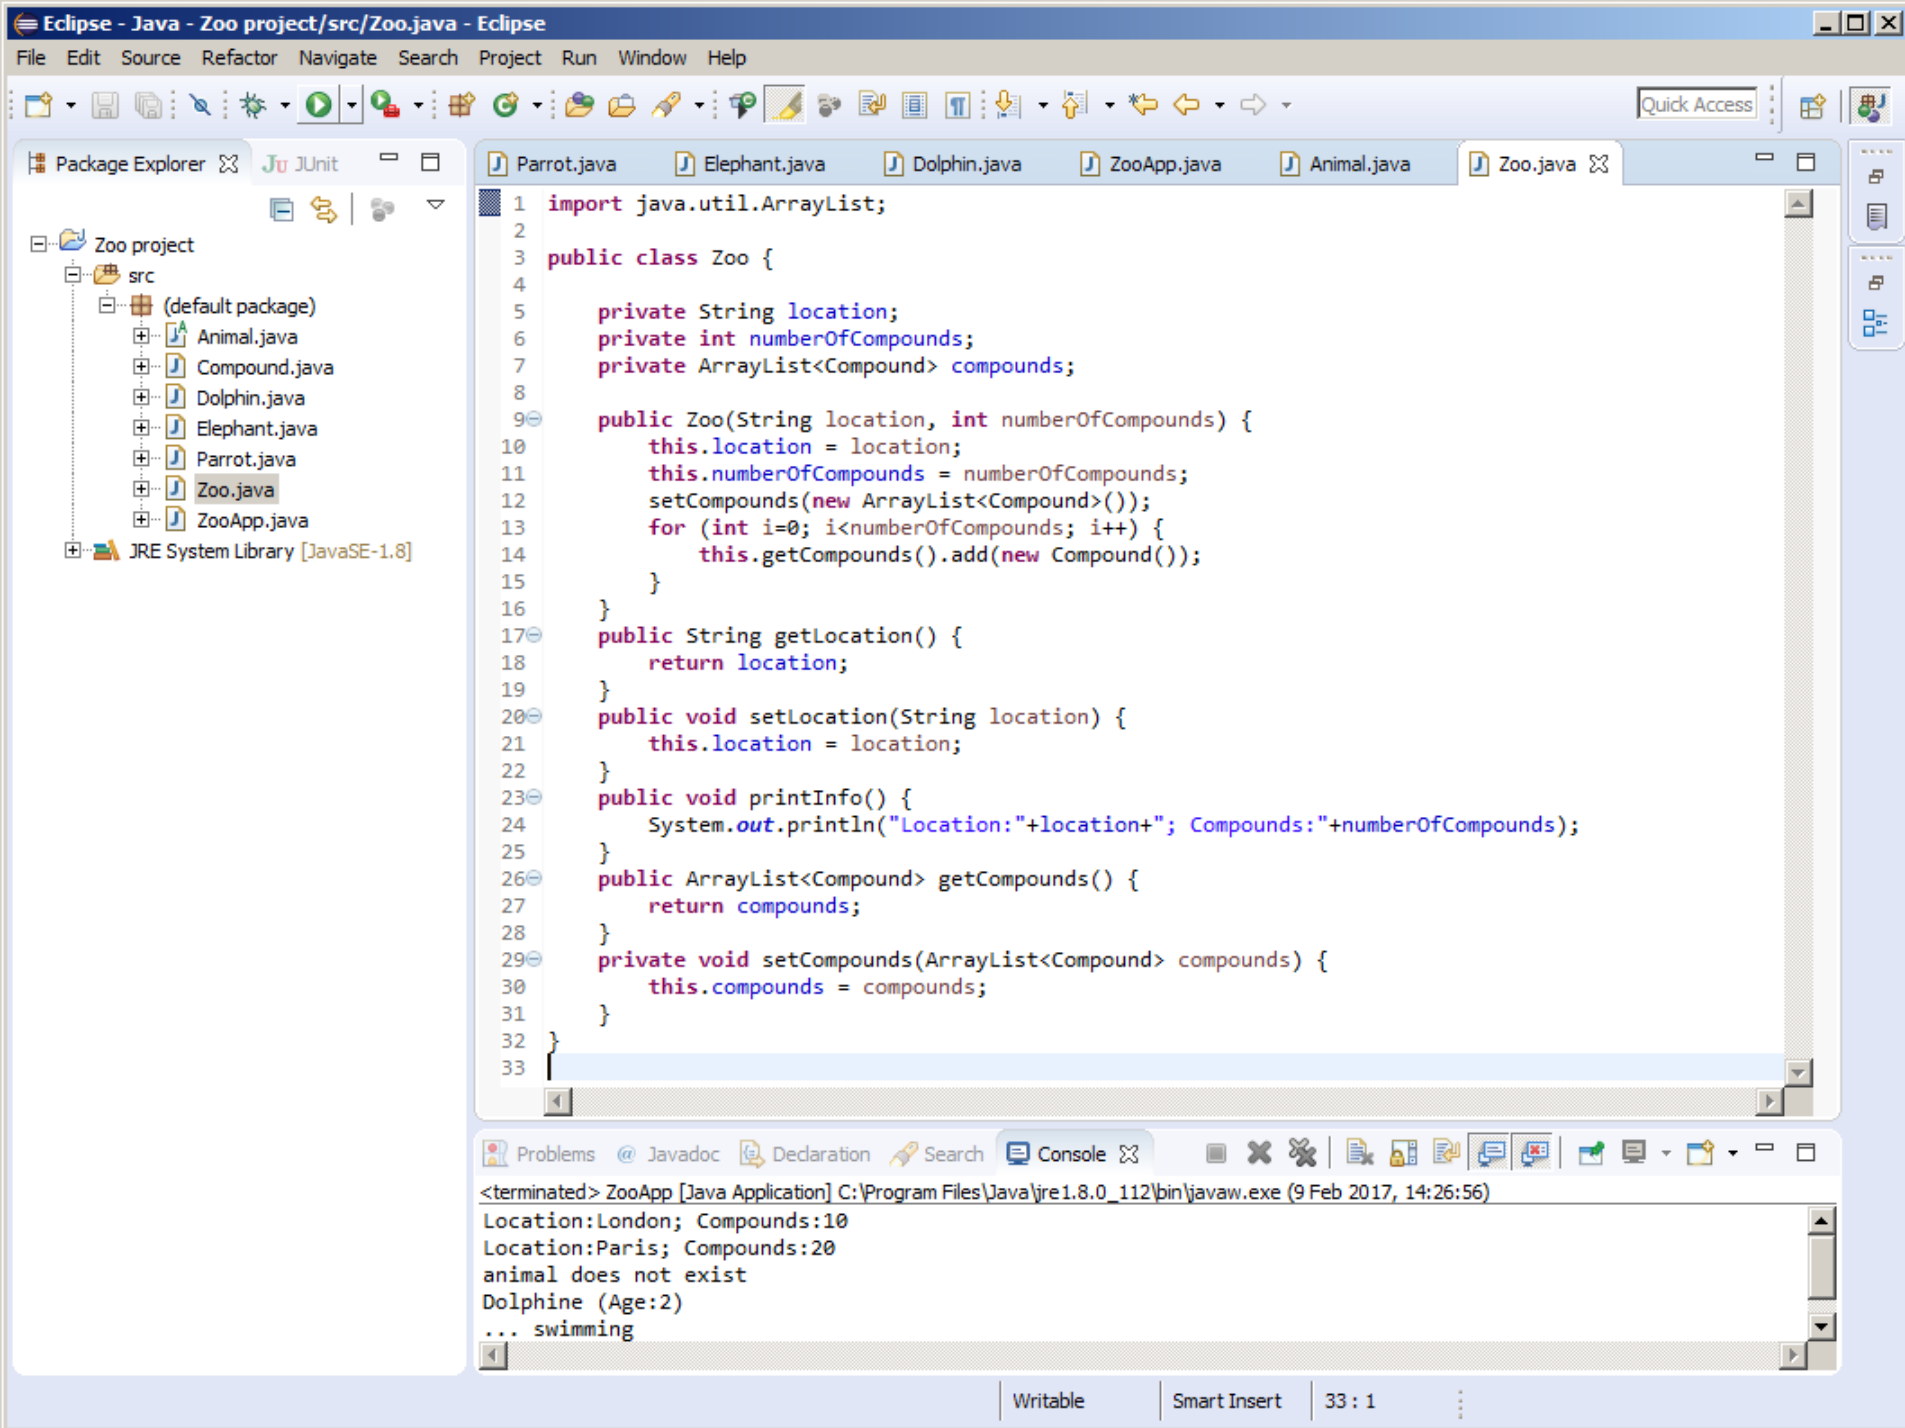 Eclipse - Java - Zoo project/src/Zoo.java - Eclipse
File Edit Source Refactor Navigate Search Project Run Window Help
Quick Access
Package Explorer JUnit
Zoo project
src
(default package)
Animal.java
Compound.java
Dolphin.java
Elephant.java
Parrot.java
Zoo.java
ZooApp.java
JRE System Library [JavaSE-1.8]
Parrot.java Elephant.java Dolphin.java ZooApp.java Animal.java Zoo.java
1 import java.util.ArrayList;
2
3 public class Zoo {
4
5 private String location;
6 private int numberOfCompounds;
7 private ArrayList<Compound> compounds;
8
9 public Zoo(String location, int numberOfCompounds) {
10 this.location = location;
11 this.numberOfCompounds = numberOfCompounds;
12 setCompounds(new ArrayList<Compound>());
13 for (int i=0; i<numberOfCompounds; i++) {
14 this.getCompounds().add(new Compound());
15 }
16 }
17 public String getLocation() {
18 return location;
19 }
20 public void setLocation(String location) {
21 this.location = location;
22 }
23 public void printInfo() {
24 System.out.println("Location:"+location+"; Compounds:"+numberOfCompounds);
25 }
26 public ArrayList<Compound> getCompounds() {
27 return compounds;
28 }
29 private void setCompounds(ArrayList<Compound> compounds) {
30 this.compounds = compounds;
31 }
32 }
33
Problems @ Javadoc Declaration Search Console
<terminated> ZooApp [Java Application] C:\Program Files\Java\jre1.8.0_112\bin\javaw.exe (9 Feb 2017, 14:26:56)
Location:London; Compounds:10
Location:Paris; Compounds:20
animal does not exist
Dolphine (Age:2)
... swimming
Writable Smart Insert 33 : 1